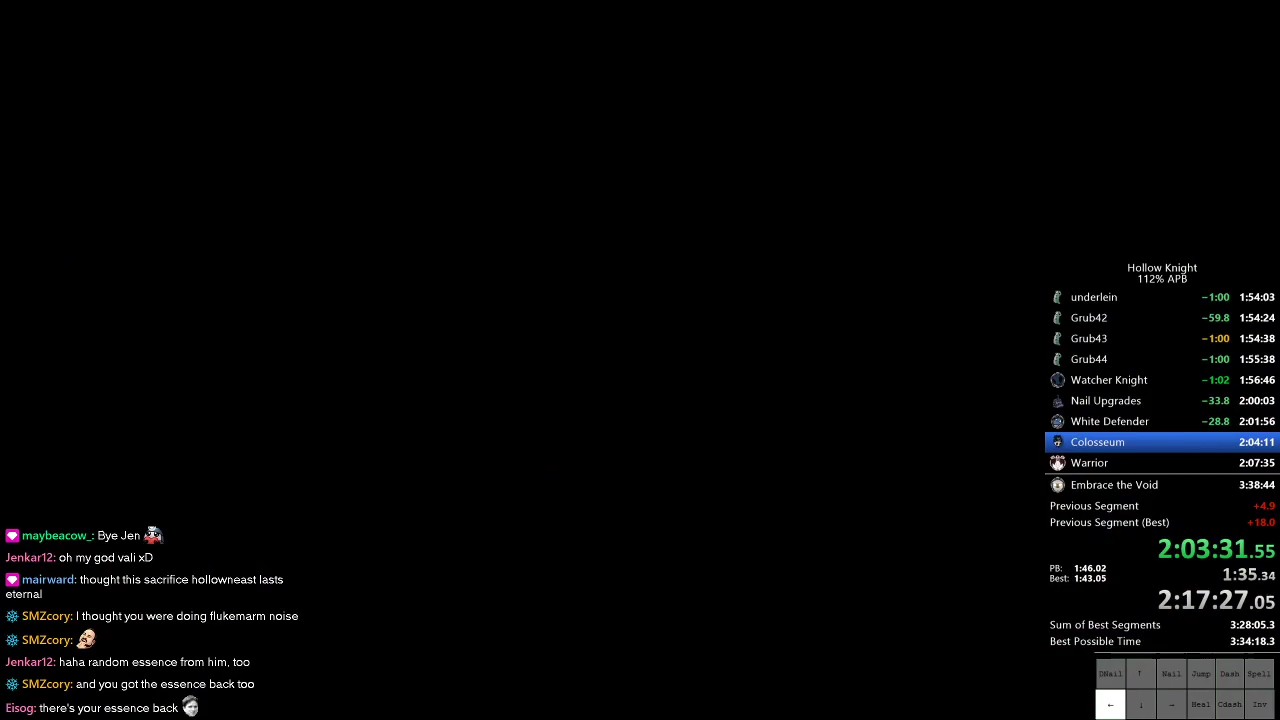 Hollow Knight
112% APB
underlein -1:00 1:54:03
Grub42 -59.8 1:54:24
Grub43 -1:00 1:54:38
Grub44 -1:00 1:55:38
Watcher Knight -1:02 1:56:46
Nail Upgrades -33.8 2:00:03
White Defender -28.8 2:01:56
Colosseum 2:04:11
Warrior 2:07:35
Embrace the Void 3:38:44
Previous Segment +4.9
Previous Segment (Best) +18.0
2:03:31.55
PB: 1:46.02
Best: 1:43.05
1:35.34
2:17:27.05
Sum of Best Segments 3:28:05.3
Best Possible Time 3:34:18.3
DNail ↑ Nail Jump Dash Spell
← ↓ → Heal Cdash Inv
maybeacow_: Bye Jen
Jenkar12: oh my god vali xD
mairward: thought this sacrifice hollowneast lasts
eternal
SMZcory: I thought you were doing flukemarm noise
SMZcory:
Jenkar12: haha random essence from him, too
SMZcory: and you got the essence back too
Eisog: there's your essence back